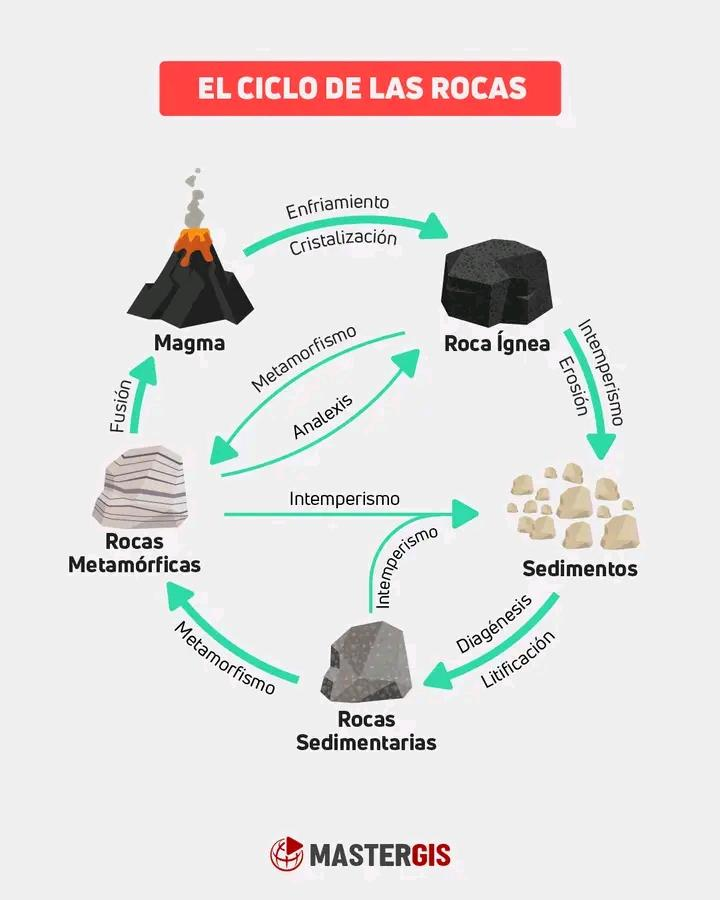 EL CICLO DE LAS ROCAS
Enfriamiento
Cristalización
Magma
Roca Ígnea
Metamorfismo
Analexis
Intemperismo
Erosión
Fusión
Rocas
Metamórficas
Intemperismo
Sedimentos
Intemperismo
Diagénesis
Litificación
Metamorfismo
Rocas
Sedimentarias
MASTERGIS